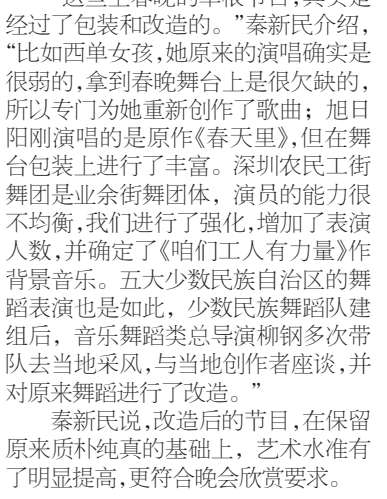 这些上春晚的草根节目，其实是
经过了包装和改造的。”秦新民介绍，
“比如西单女孩，她原来的演唱确实是
很弱的，拿到春晚舞台上是很欠缺的，
所以专门为她重新创作了歌曲；旭日
阳刚演唱的是原作《春天里》，但在舞
台包装上进行了丰富。深圳农民工街
舞团是业余街舞团体，演员的能力很
不均衡，我们进行了强化，增加了表演
人数，并确定了《咱们工人有力量》作
背景音乐。五大少数民族自治区的舞
蹈表演也是如此，少数民族舞蹈队建
组后，音乐舞蹈类总导演柳钢多次带
队去当地采风，与当地创作者座谈，并
对原来舞蹈进行了改造。”
秦新民说，改造后的节目，在保留
原来质朴纯真的基础上，艺术水准有
了明显提高，更符合晚会欣赏要求。